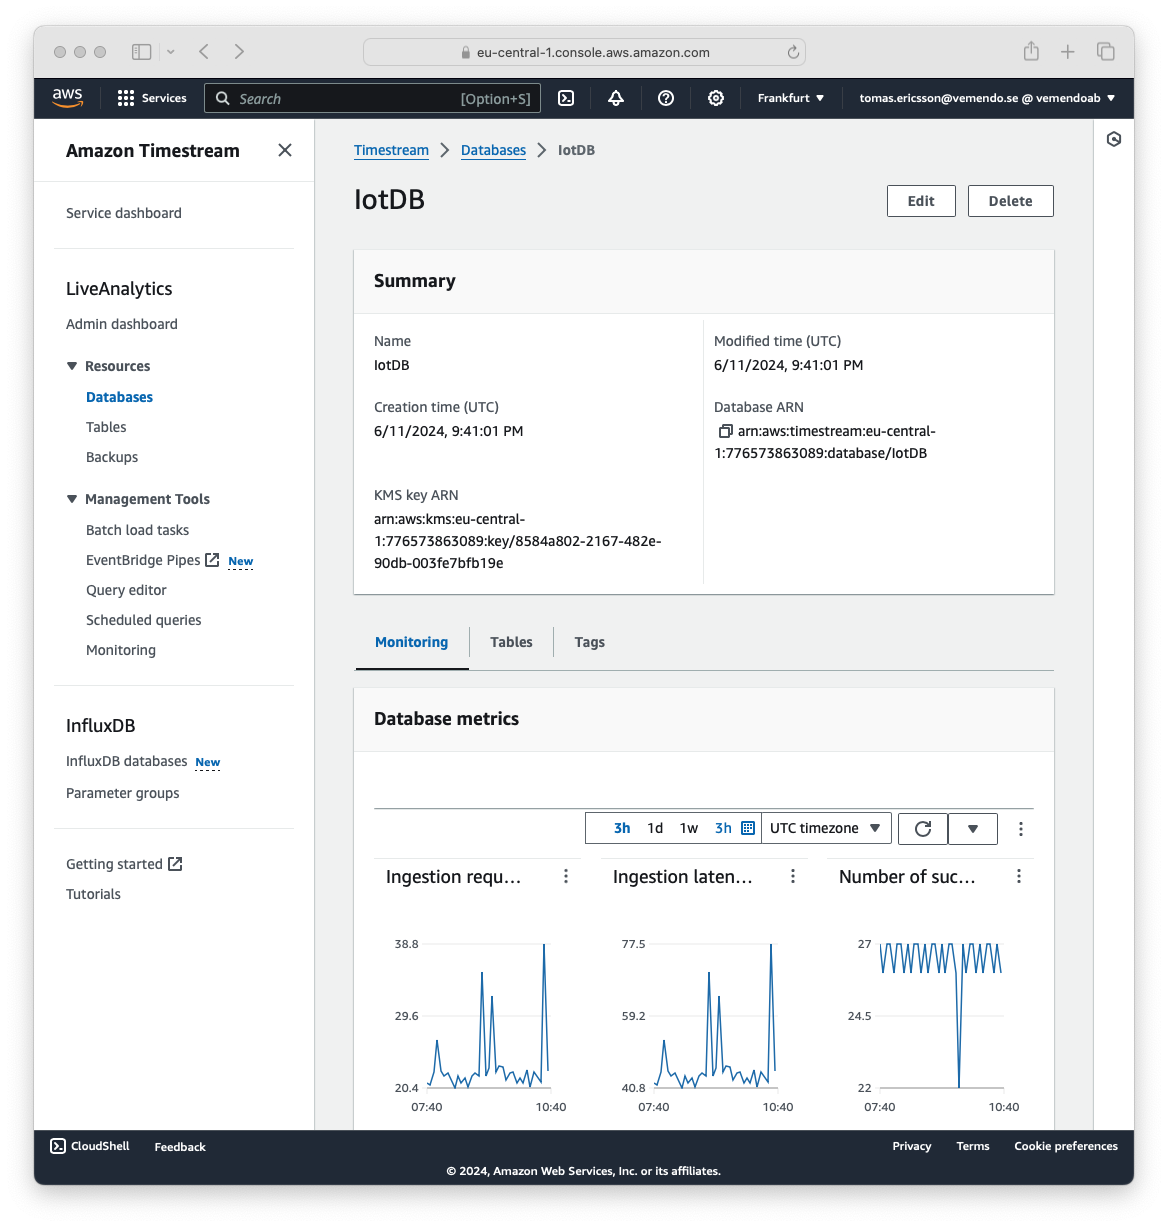 eu-central-1.console.aws.amazon.com
aws
Services
Search
[Option+S]
Frankfurt
tomas.ericsson@vemendo.se @ vemendoab
Amazon Timestream
Service dashboard
LiveAnalytics
Admin dashboard
Resources
Databases
Tables
Backups
Management Tools
Batch load tasks
EventBridge Pipes New
Query editor
Scheduled queries
Monitoring
InfluxDB
InfluxDB databases New
Parameter groups
Getting started
Tutorials
Timestream > Databases > IotDB
IotDB
Edit
Delete
Summary
Name
IotDB
Creation time (UTC)
6/11/2024, 9:41:01 PM
KMS key ARN
arn:aws:kms:eu-central-
1:776573863089:key/8584a802-2167-482e-
90db-003fe7bfb19e
Modified time (UTC)
6/11/2024, 9:41:01 PM
Database ARN
arn:aws:timestream:eu-central-
1:776573863089:database/IotDB
Monitoring
Tables
Tags
Database metrics
3h 1d 1w 3h UTC timezone
Ingestion requ...
38.8
29.6
20.4
07:40 10:40
Ingestion laten...
77.5
59.2
40.8
07:40 10:40
Number of suc...
27
24.5
22
07:40 10:40
CloudShell
Feedback
Privacy
Terms
Cookie preferences
© 2024, Amazon Web Services, Inc. or its affiliates.